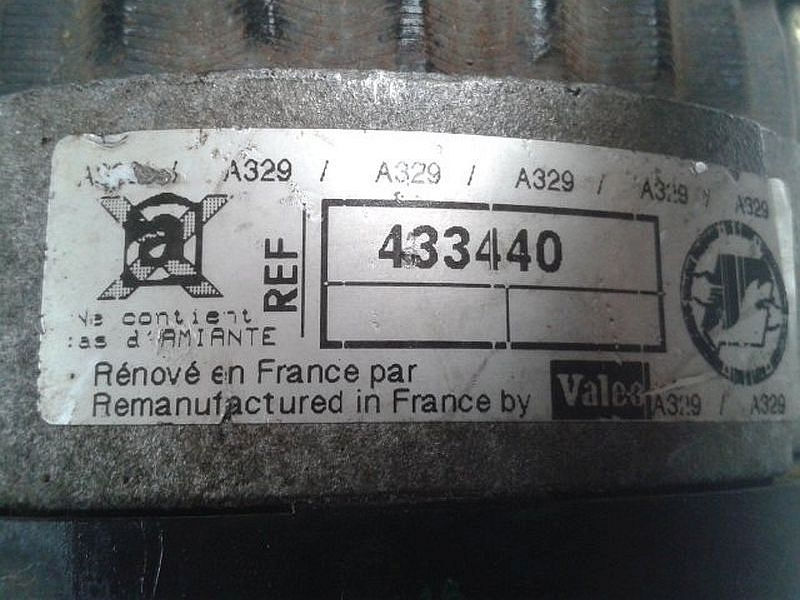 A329 / A329 / A329 / A329 / A329
a
REF
433440
Ne contient
pas d'AMIANTE
Rénové en France par
Remanufactured in France by
Valeo
A329 / A329